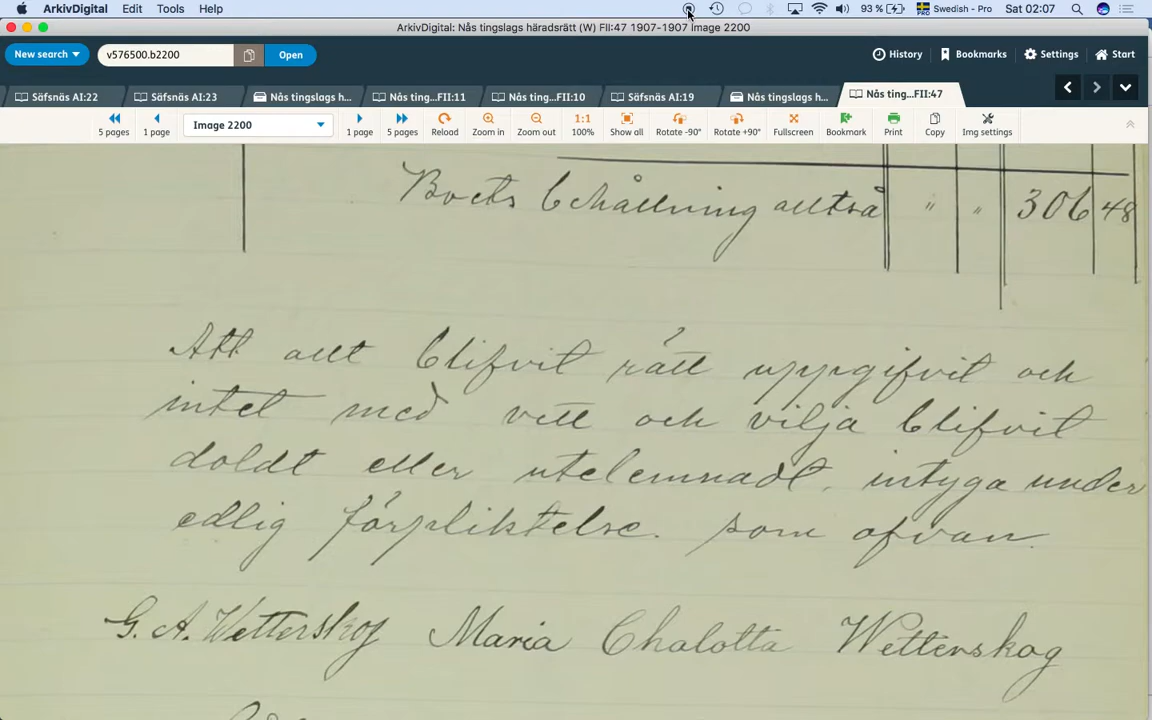 ArkivDigital Edit Tools Help 93 % Swedish - Pro Sat 02:07
ArkivDigital: Nås tingslags häradsrätt (W) FII:47 1907-1907 Image 2200
New search v576500.b2200 Open History Bookmarks Settings Start
Säfsnäs AI:22 Säfsnäs AI:23 Nås tingslags h... Nås ting...FII:11 Nås ting...FII:10 Säfsnäs AI:19 Nås tingslags h... Nås ting...FII:47
5 pages 1 page Image 2200 1 page 5 pages Reload Zoom in Zoom out 1:1 100% Show all Rotate -90° Rotate +90° Fullscreen Bookmark Print Copy Img settings
Boets behållning alltså " " 306 48
Att allt blifvit rätt uppgifvit och
intet med vett och vilja blifvit
doldt eller utelemnadt, intyga under
edlig förpliktelse. som ofvan.
G. A. Wetterskog Maria Chalotta Wetterskog